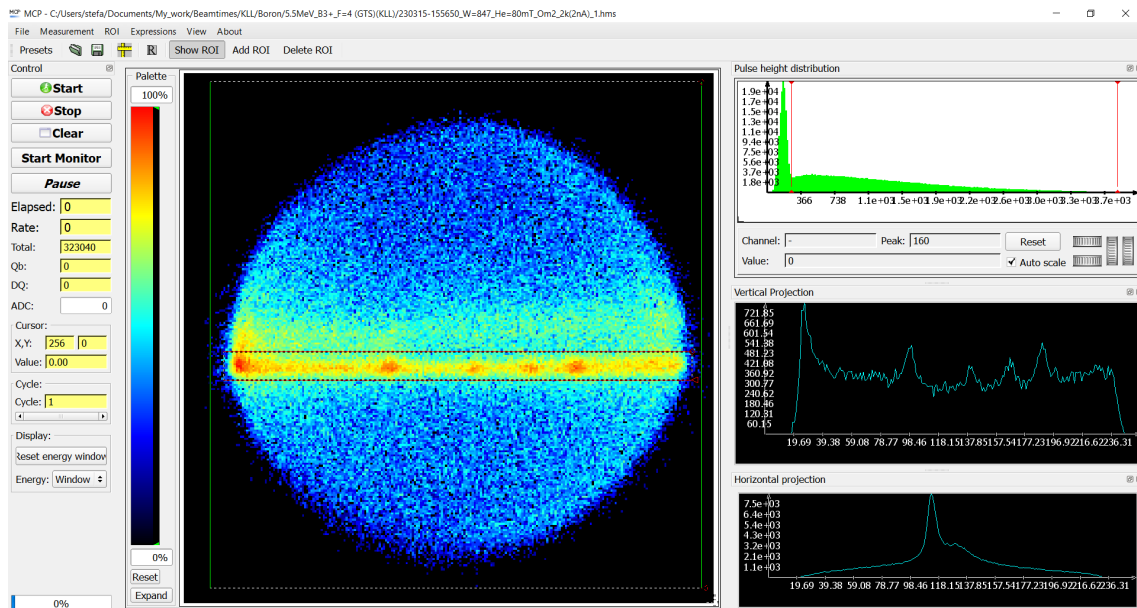 MCP - C:/Users/stefa/Documents/My_work/Beamtimes/KLL/Boron/5.5MeV_B3+_F=4 (GTS)(KLL)/230315-155650_W=847_He=80mT_Om2_2k(2nA)_1.hms
File Measurement ROI Expressions View About
Presets R Show ROI Add ROI Delete ROI
Control
Start
Stop
Clear
Start Monitor
Pause
Elapsed: 0
Rate: 0
Total: 323040
Qb: 0
DQ: 0
ADC: 0
Cursor:
X,Y: 256 0
Value: 0.00
Cycle:
Cycle: 1
Display:
Reset energy window
Energy: Window
0%
Palette
100%
0%
Reset
Expand
Pulse height distribution
1.9e+04
1.7e+04
1.5e+04
1.3e+04
1.1e+04
9.4e+03
7.5e+03
5.6e+03
3.7e+03
1.8e+03
366 738 1.1e+03 1.5e+03 1.9e+03 2.2e+03 2.6e+03 3.0e+03 3.3e+03 3.7e+03
Channel: - Peak: 160 Reset
Value: 0 Auto scale
Vertical Projection
721.85
661.69
601.54
541.38
481.23
421.08
360.92
300.77
240.62
180.46
120.31
60.15
19.69 39.38 59.08 78.77 98.46 118.15 137.85 157.54 177.23 196.92 216.62 236.31
Horizontal projection
7.5e+03
6.4e+03
5.3e+03
4.3e+03
3.2e+03
2.1e+03
1.1e+03
19.69 39.38 59.08 78.77 98.46 118.15 137.85 157.54 177.23 196.92 216.62 236.31